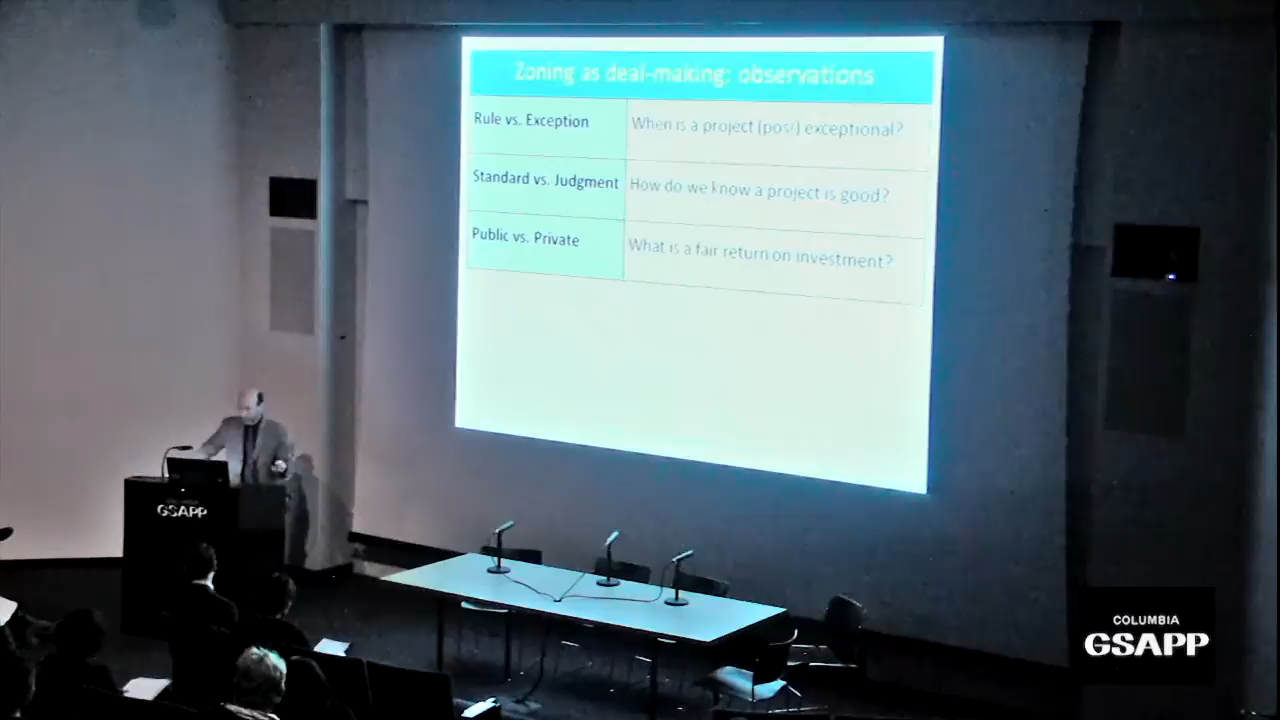 Zoning as deal-making: observations
Rule vs. Exception
When is a project (pos!) exceptional?
Standard vs. Judgment
How do we know a project is good?
Public vs. Private
What is a fair return on investment?
GSAPP
COLUMBIA
GSAPP